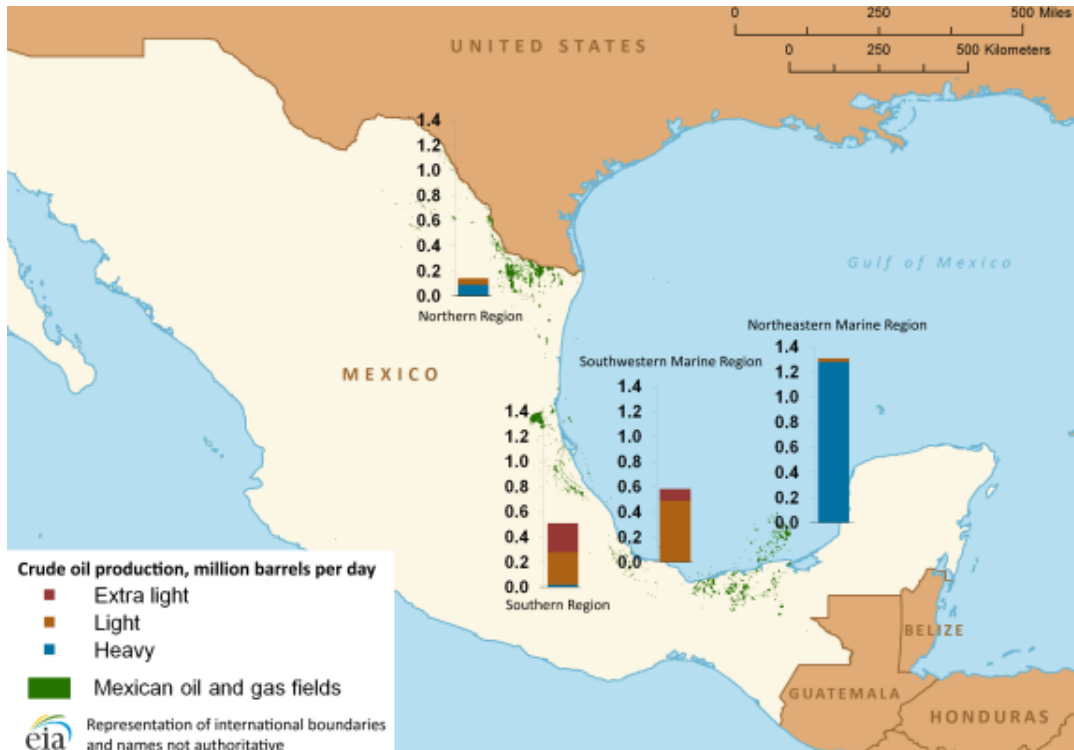 0 250 500 Miles
0 250 500 Kilometers
UNITED STATES
1.4
1.2
1.0
0.8
0.6
0.4
0.2
0.0
Northern Region
Gulf of Mexico
MEXICO
Northeastern Marine Region
1.4
1.2
1.0
0.8
0.6
0.4
0.2
0.0
Southwestern Marine Region
1.4
1.2
1.0
0.8
0.6
0.4
0.2
0.0
1.4
1.2
1.0
0.8
0.6
0.4
0.2
0.0
Southern Region
BELIZE
GUATEMALA
HONDURAS
Crude oil production, million barrels per day
Extra light
Light
Heavy
Mexican oil and gas fields
eia
Representation of international boundaries
and names not authoritative